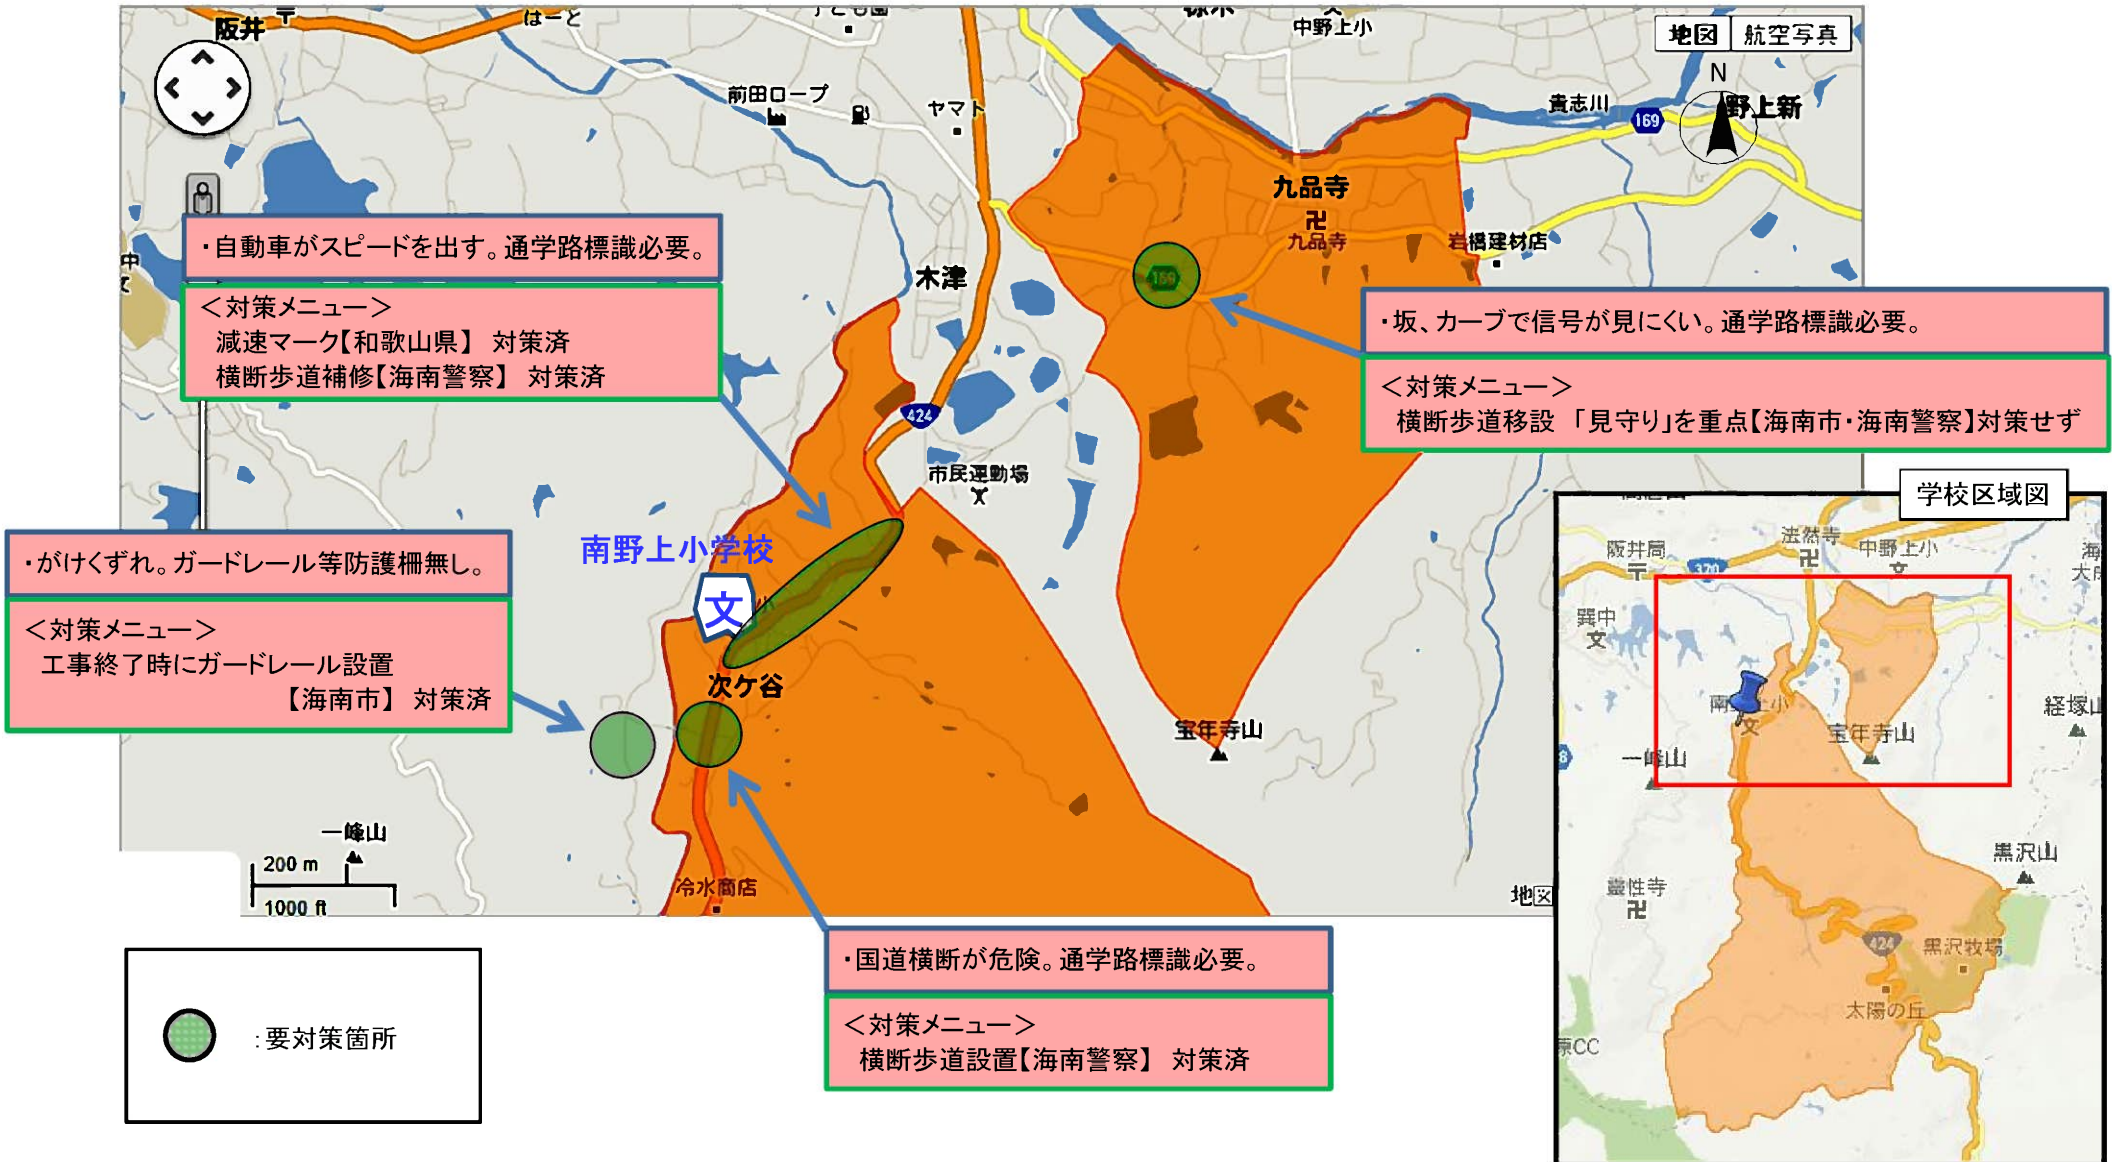 阪井
はーと
中野上小
地図
航空写真
N
前田ロープ
ヤマト
貴志川
169
野上新
九品寺
九品寺
岩橋建材店
169
木津
中
・自動車がスピードを出す。通学路標識必要。
＜対策メニュー＞
減速マーク【和歌山県】 対策済
横断歩道補修【海南警察】 対策済
・坂、カーブで信号が見にくい。通学路標識必要。
＜対策メニュー＞
横断歩道移設 「見守り」を重点【海南市・海南警察】対策せず
424
市民運動場
南野上小学校
文
小
・がけくずれ。ガードレール等防護柵無し。
＜対策メニュー＞
工事終了時にガードレール設置
【海南市】 対策済
次ケ谷
宝年寺山
一峰山
200 m
1000 ft
冷水商店
地図
・国道横断が危険。通学路標識必要。
＜対策メニュー＞
横断歩道設置【海南警察】 対策済
：要対策箇所
学校区域図
法然寺
阪井局
中野上小
海
370
巽中
文
南野上小
文
宝年寺山
経塚山
一峰山
黒沢山
霊性寺
424
黒沢牧場
太陽の丘
原CC